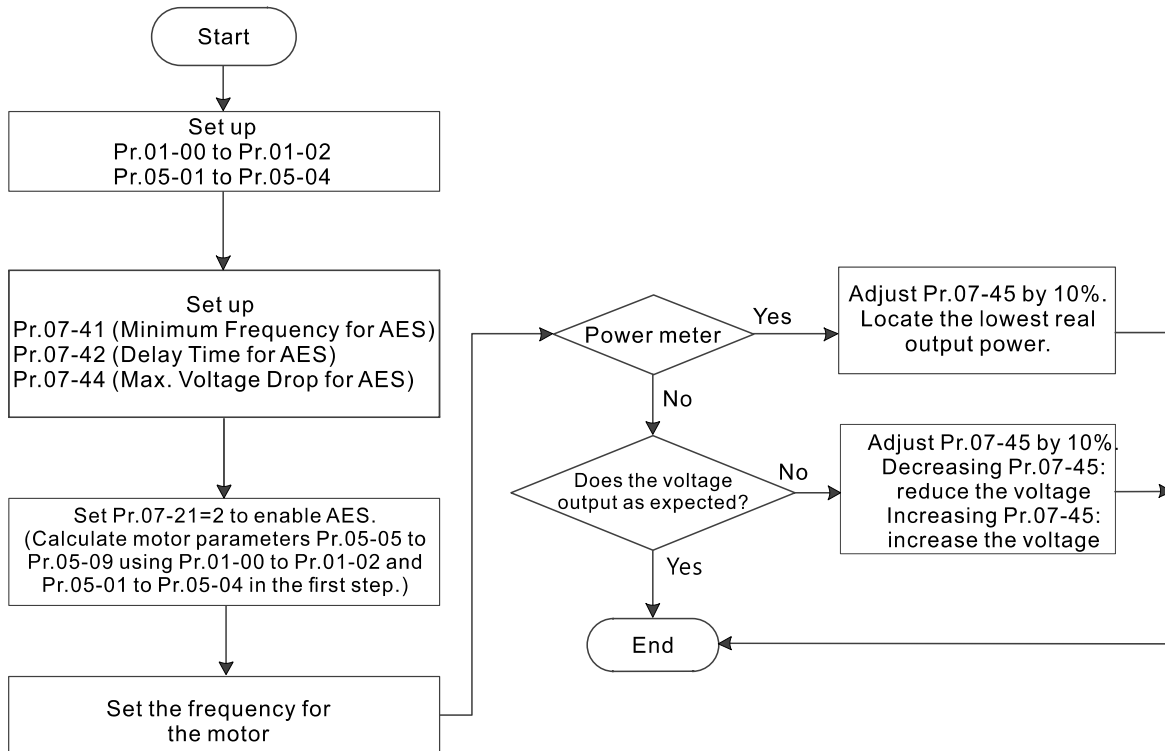 Start
Set up
Pr.01-00 to Pr.01-02
Pr.05-01 to Pr.05-04
Set up
Pr.07-41 (Minimum Frequency for AES)
Pr.07-42 (Delay Time for AES)
Pr.07-44 (Max. Voltage Drop for AES)
Set Pr.07-21=2 to enable AES.
(Calculate motor parameters Pr.05-05 to
Pr.05-09 using Pr.01-00 to Pr.01-02 and
Pr.05-01 to Pr.05-04 in the first step.)
Set the frequency for
the motor
Power meter
Yes
Adjust Pr.07-45 by 10%.
Locate the lowest real
output power.
No
Does the voltage
output as expected?
No
Adjust Pr.07-45 by 10%.
Decreasing Pr.07-45:
reduce the voltage
Increasing Pr.07-45:
increase the voltage
Yes
End